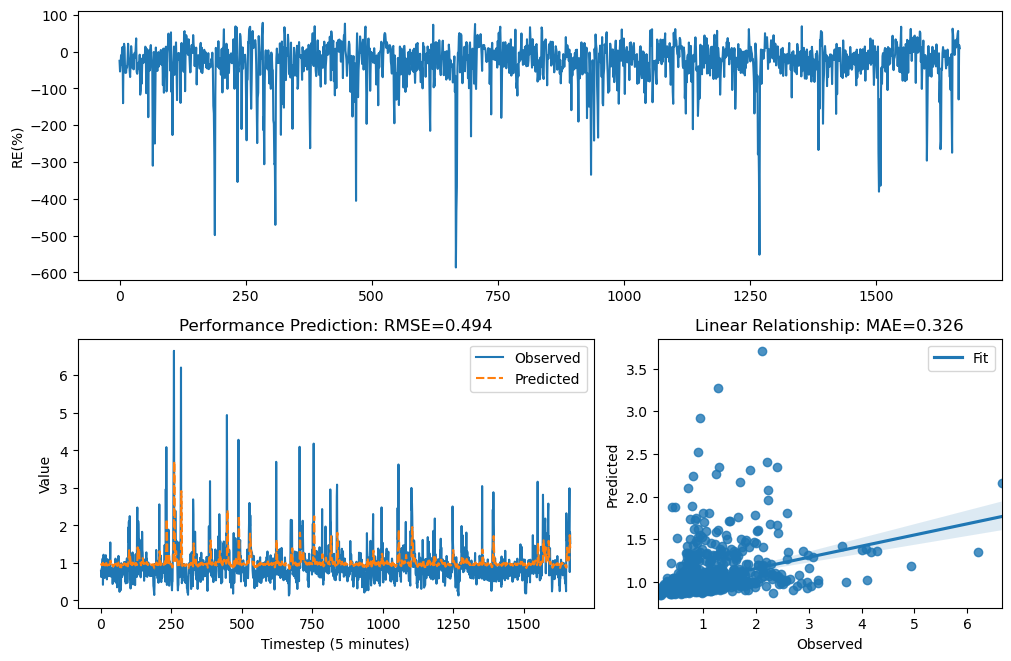 100
0
−100
−200
−300
−400
−500
−600
RE(%)
0 250 500 750 1000 1250 1500
Performance Prediction: RMSE=0.494
Observed
Predicted
6
5
4
3
2
1
0
Value
0 250 500 750 1000 1250 1500
Timestep (5 minutes)
Linear Relationship: MAE=0.326
Fit
3.5
3.0
2.5
2.0
1.5
1.0
Predicted
1 2 3 4 5 6
Observed